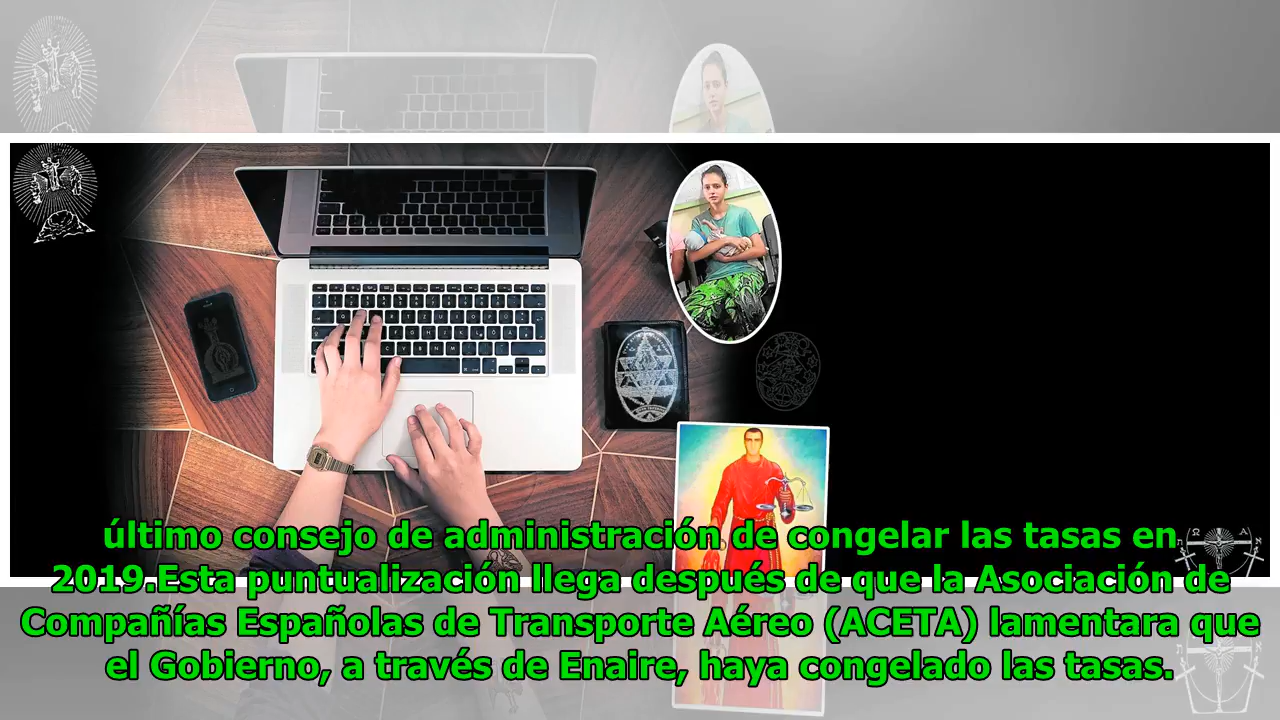 último consejo de administración de congelar las tasas en
2019.Esta puntualización llega después de que la Asociación de
Compañías Españolas de Transporte Aéreo (ACETA) lamentara que
el Gobierno, a través de Enaire, haya congelado las tasas.